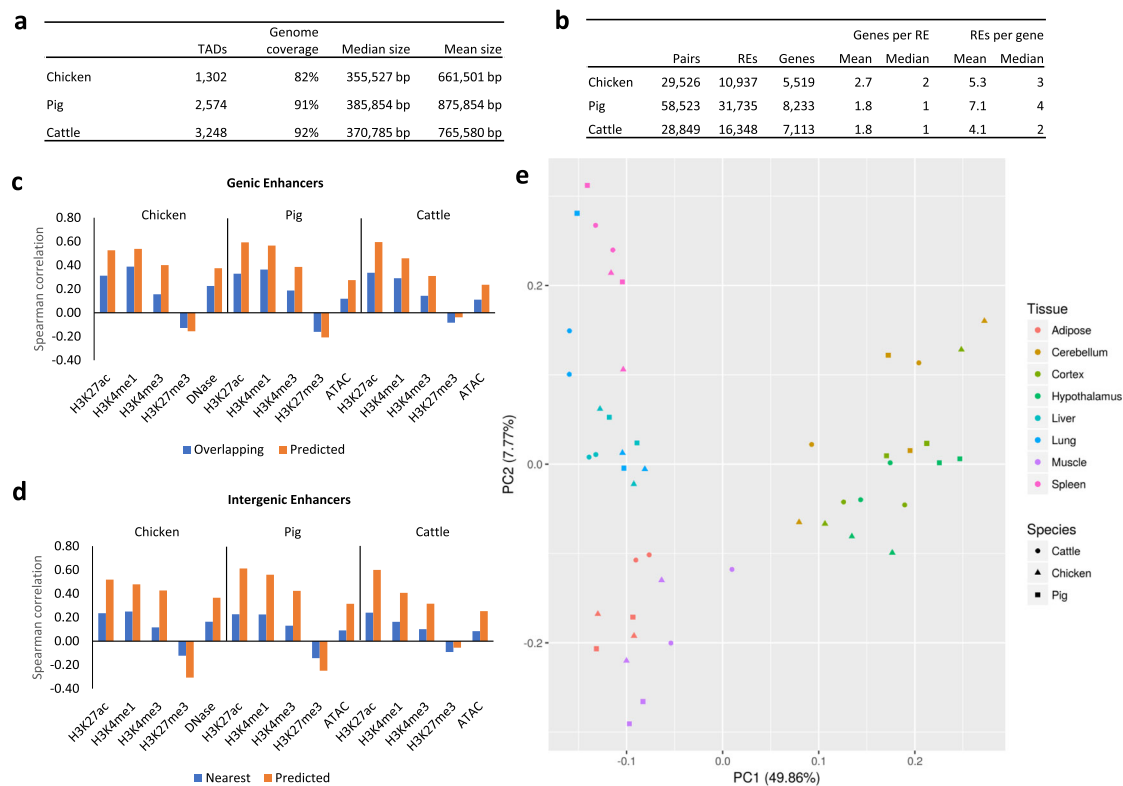 a
Genome
TADs coverage Median size Mean size
Chicken 1,302 82% 355,527 bp 661,501 bp
Pig 2,574 91% 385,854 bp 875,854 bp
Cattle 3,248 92% 370,785 bp 765,580 bp
b
Genes per RE REs per gene
Pairs REs Genes Mean Median Mean Median
Chicken 29,526 10,937 5,519 2.7 2 5.3 3
Pig 58,523 31,735 8,233 1.8 1 7.1 4
Cattle 28,849 16,348 7,113 1.8 1 4.1 2
c
Genic Enhancers
Chicken Pig Cattle
Spearman correlation
0.80
0.60
0.40
0.20
0.00
-0.20
-0.40
H3K27ac H3K4me1 H3K4me3 H3K27me3 DNase H3K27ac H3K4me1 H3K4me3 H3K27me3 ATAC H3K27ac H3K4me1 H3K4me3 H3K27me3 ATAC
Overlapping Predicted
d
Intergenic Enhancers
Chicken Pig Cattle
Spearman correlation
0.80
0.60
0.40
0.20
0.00
-0.20
-0.40
H3K27ac H3K4me1 H3K4me3 H3K27me3 DNase H3K27ac H3K4me1 H3K4me3 H3K27me3 ATAC H3K27ac H3K4me1 H3K4me3 H3K27me3 ATAC
Nearest Predicted
e
PC2 (7.77%)
0.2
0.0
-0.2
-0.1 0.0 0.1 0.2
PC1 (49.86%)
Tissue
Adipose
Cerebellum
Cortex
Hypothalamus
Liver
Lung
Muscle
Spleen
Species
Cattle
Chicken
Pig